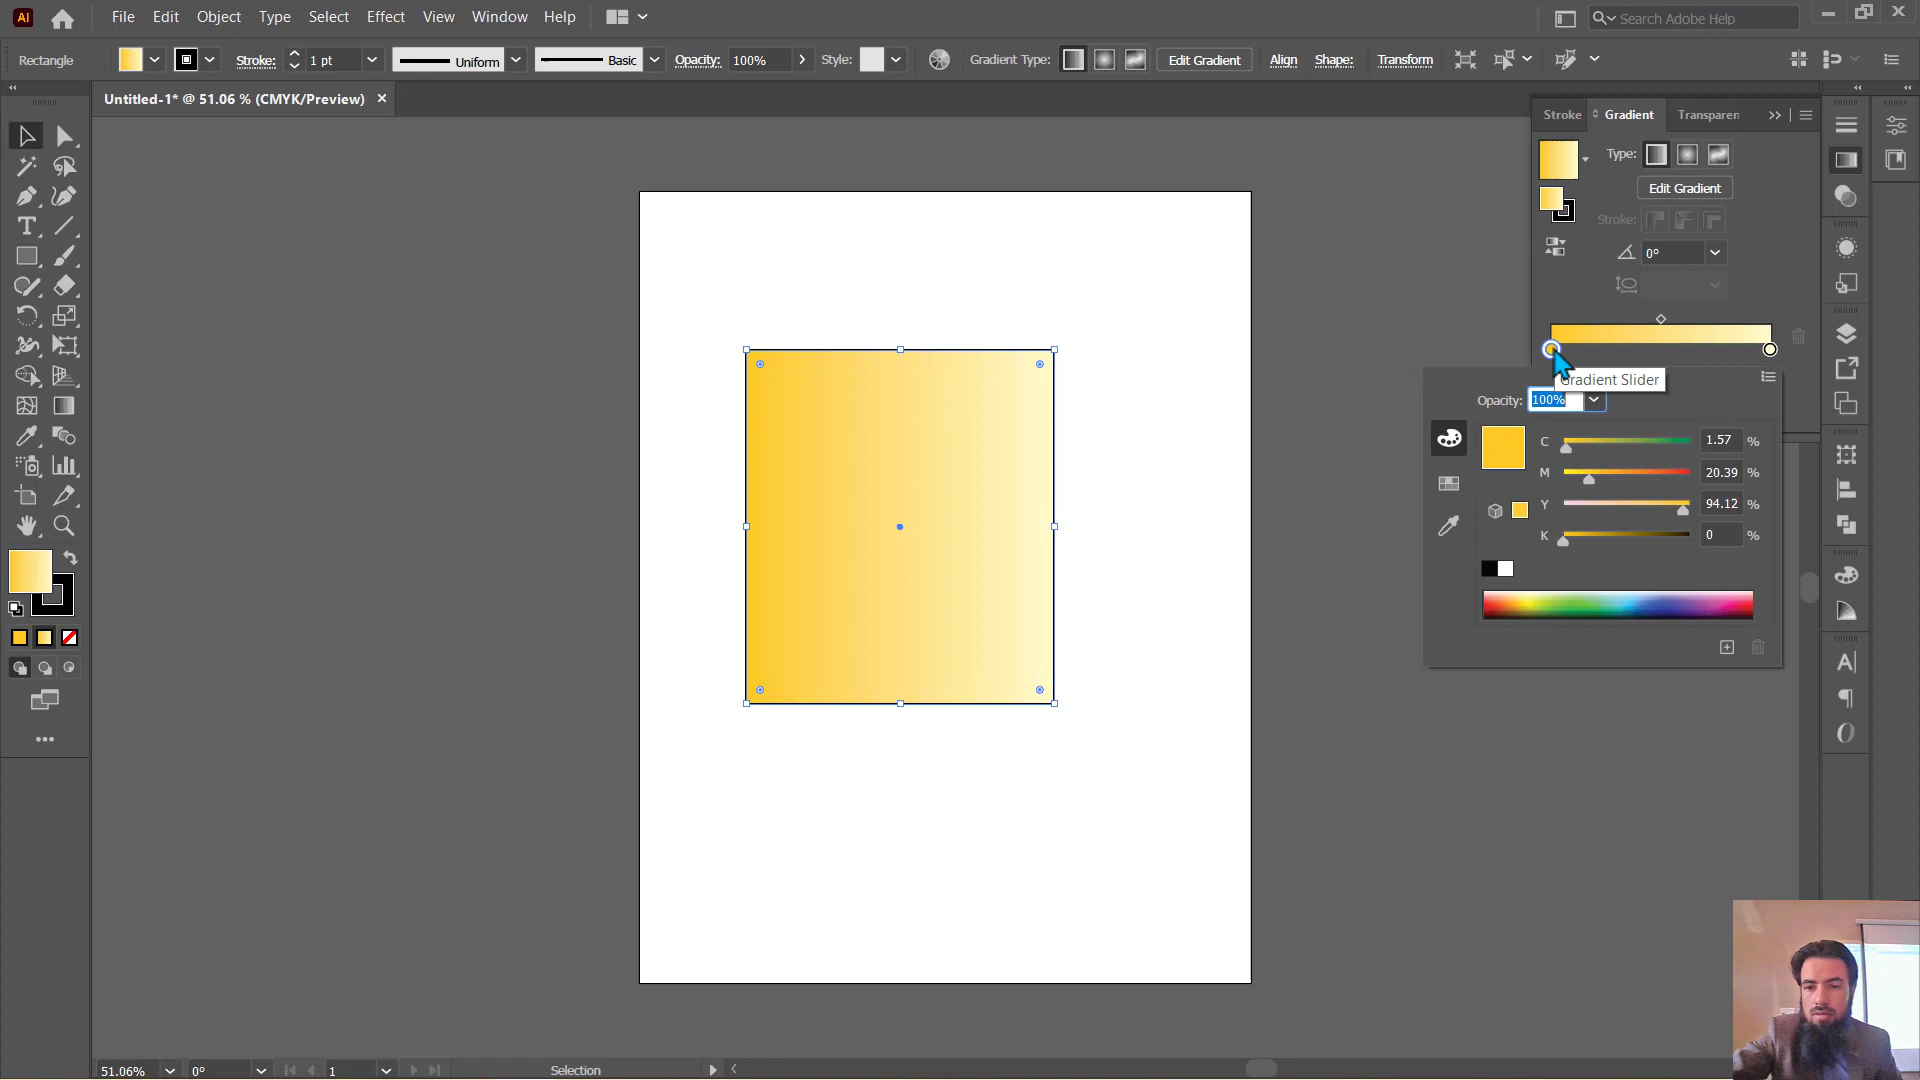 Ai File Edit Object Type Select Effect View Window Help Search Adobe Help
Rectangle Stroke: 1 pt Uniform Basic Opacity: 100% Style: Gradient Type: Edit Gradient Align Shape: Transform
Untitled-1* @ 51.06 % (CMYK/Preview) ×
Stroke Gradient Transparen
Type:
Edit Gradient
Stroke:
0°
Gradient Slider
Opacity: 100%
C 1.57 %
M 20.39 %
Y 94.12 %
K 0 %
51.06% 0° 1 Selection